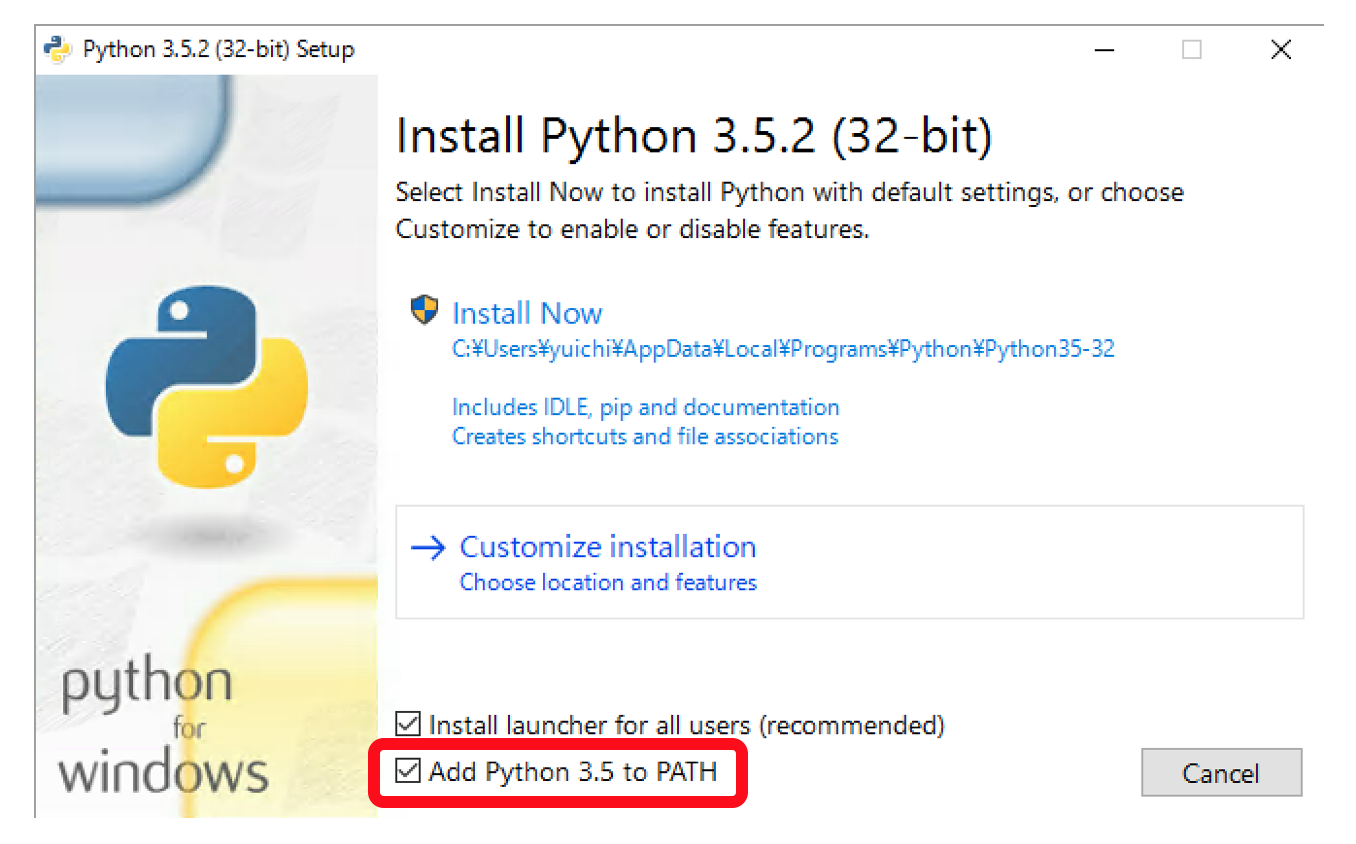 Python 3.5.2 (32-bit) Setup
Install Python 3.5.2 (32-bit)
Select Install Now to install Python with default settings, or choose
Customize to enable or disable features.
Install Now
C:¥Users¥yuichi¥AppData¥Local¥Programs¥Python¥Python35-32
Includes IDLE, pip and documentation
Creates shortcuts and file associations
Customize installation
Choose location and features
python
for
windows
Install launcher for all users (recommended)
Add Python 3.5 to PATH
Cancel